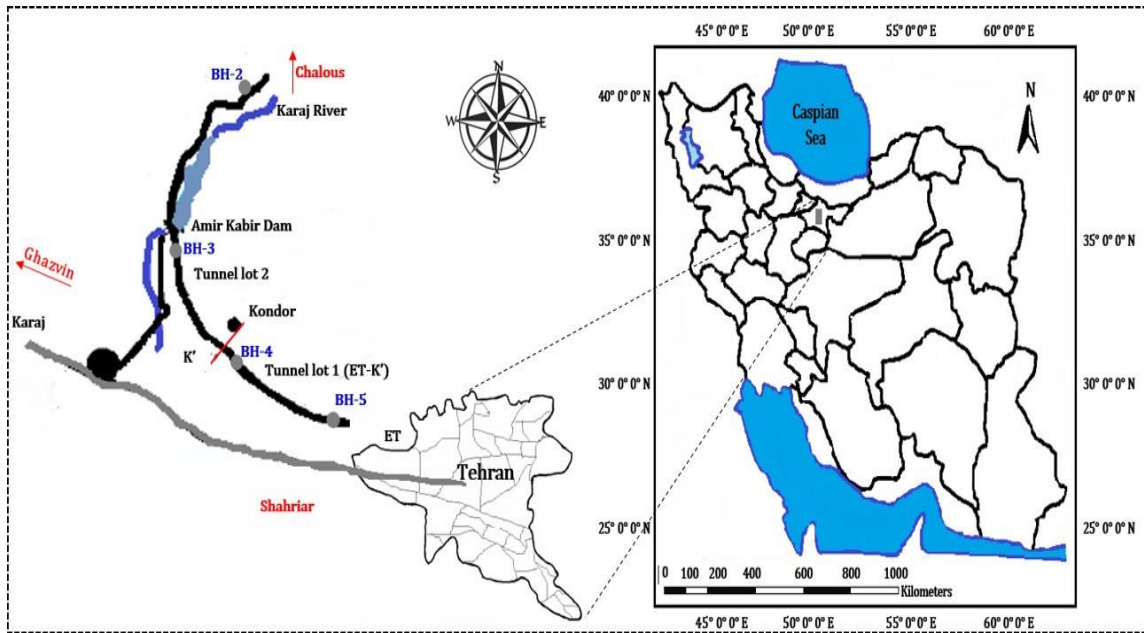 BH-2
Chalous
Karaj River
N
W
E
S
Amir Kabir Dam
BH-3
Ghazvin
Tunnel lot 2
Karaj
Kondor
K'
BH-4
Tunnel lot 1 (ET-K')
BH-5
ET
Tehran
Shahriar
45°0'0"E
50°0'0"E
55°0'0"E
60°0'0"E
40°0'0"N
40°0'0"N
Caspian
Sea
N
35°0'0"N
35°0'0"N
30°0'0"N
30°0'0"N
25°0'0"N
25°0'0"N
0 100 200 400 600 800 1000
Kilometers
45°0'0"E
50°0'0"E
55°0'0"E
60°0'0"E